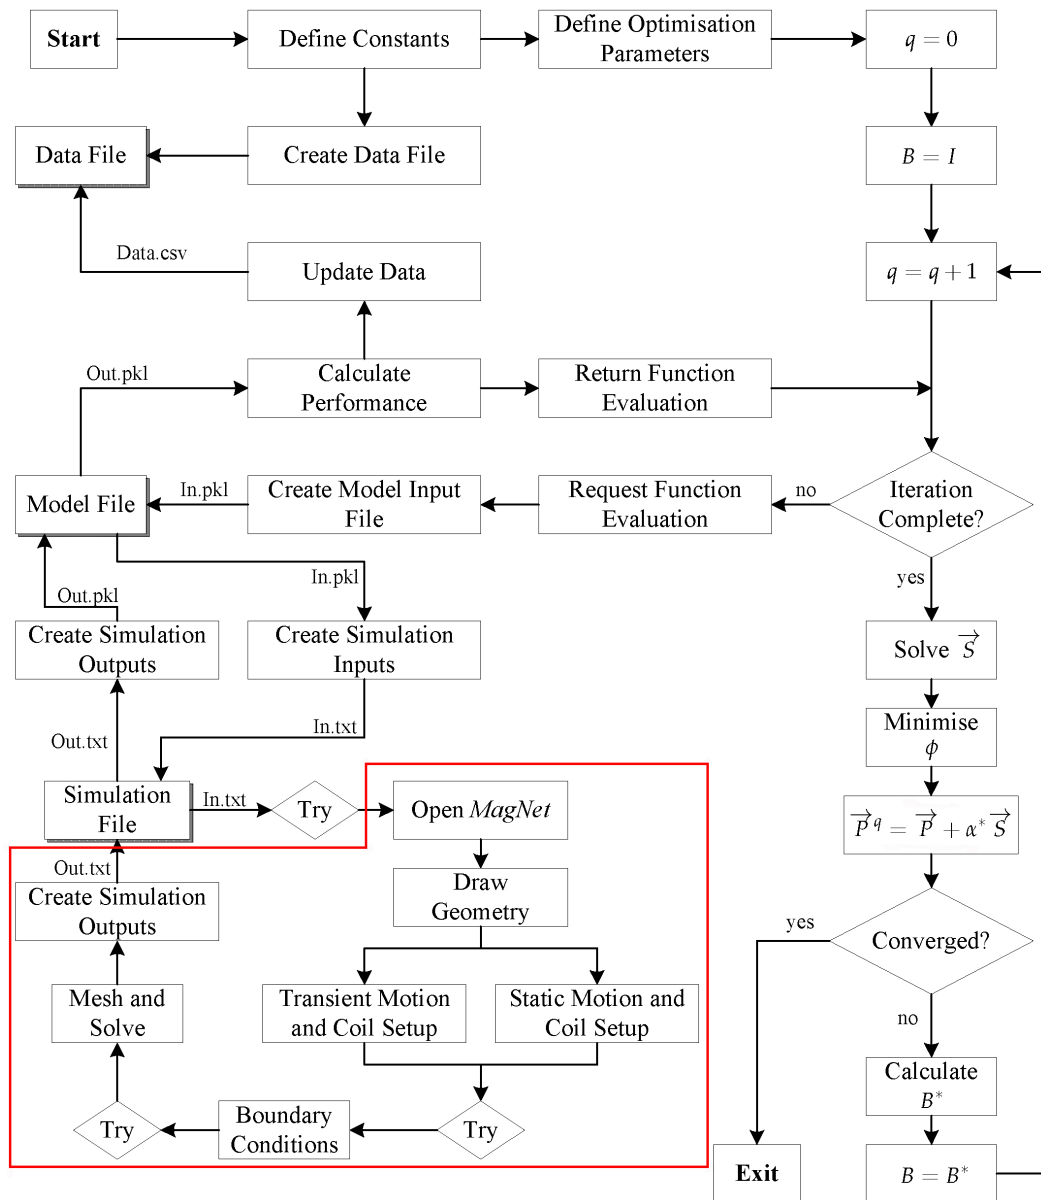 Start
Define Constants
Define Optimisation
Parameters
q = 0
Data File
Create Data File
B = I
Data.csv
Update Data
q = q + 1
Out.pkl
Calculate
Performance
Return Function
Evaluation
Model File
In.pkl
Create Model Input
File
Request Function
Evaluation
no
Iteration
Complete?
yes
In.pkl
Out.pkl
Create Simulation
Outputs
Create Simulation
Inputs
Solve S⃗
In.txt
Out.txt
Minimise
ϕ
Simulation
File
In.txt
Try
Open MagNet
P⃗^q = P⃗ + α* S⃗
Out.txt
Create Simulation
Outputs
Draw
Geometry
yes
Converged?
Mesh and
Solve
Transient Motion
and Coil Setup
Static Motion and
Coil Setup
no
Calculate
B*
Try
Boundary
Conditions
Try
Exit
B = B*